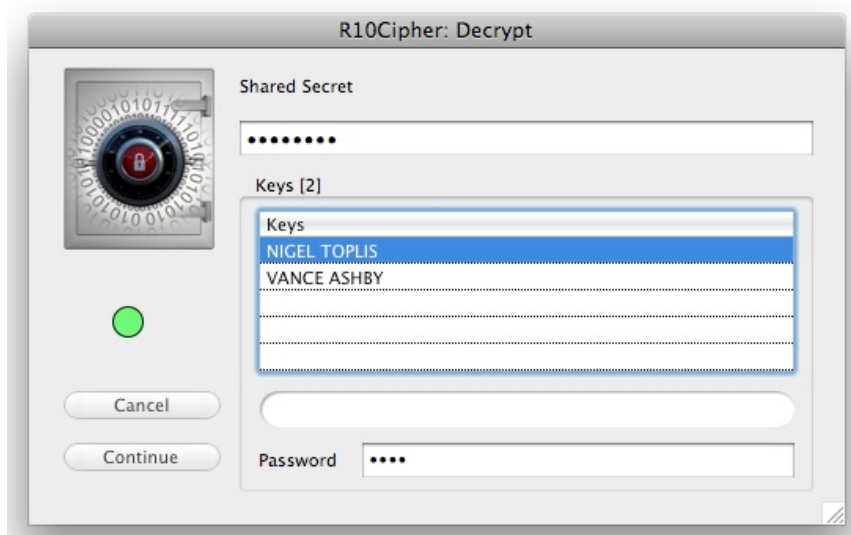 R10Cipher: Decrypt
Shared Secret
••••••••
Keys [2]
Keys
NIGEL TOPLIS
VANCE ASHBY
Cancel
Continue
Password ••••